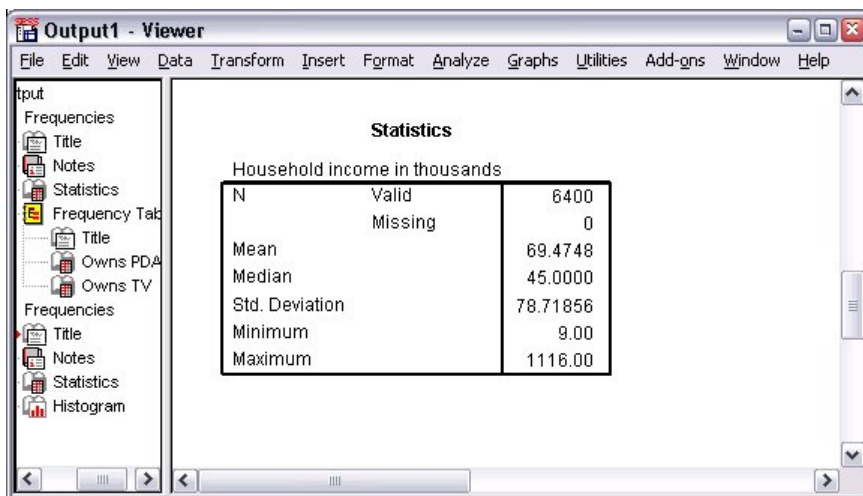 Output1 - Viewer
File Edit View Data Transform Insert Format Analyze Graphs Utilities Add-ons Window Help
tput
Frequencies
Title
Notes
Statistics
Frequency Tab
Title
Owns PDA
Owns TV
Frequencies
Title
Notes
Statistics
Histogram
Statistics
Household income in thousands
N Valid 6400
Missing 0
Mean 69.4748
Median 45.0000
Std. Deviation 78.71856
Minimum 9.00
Maximum 1116.00